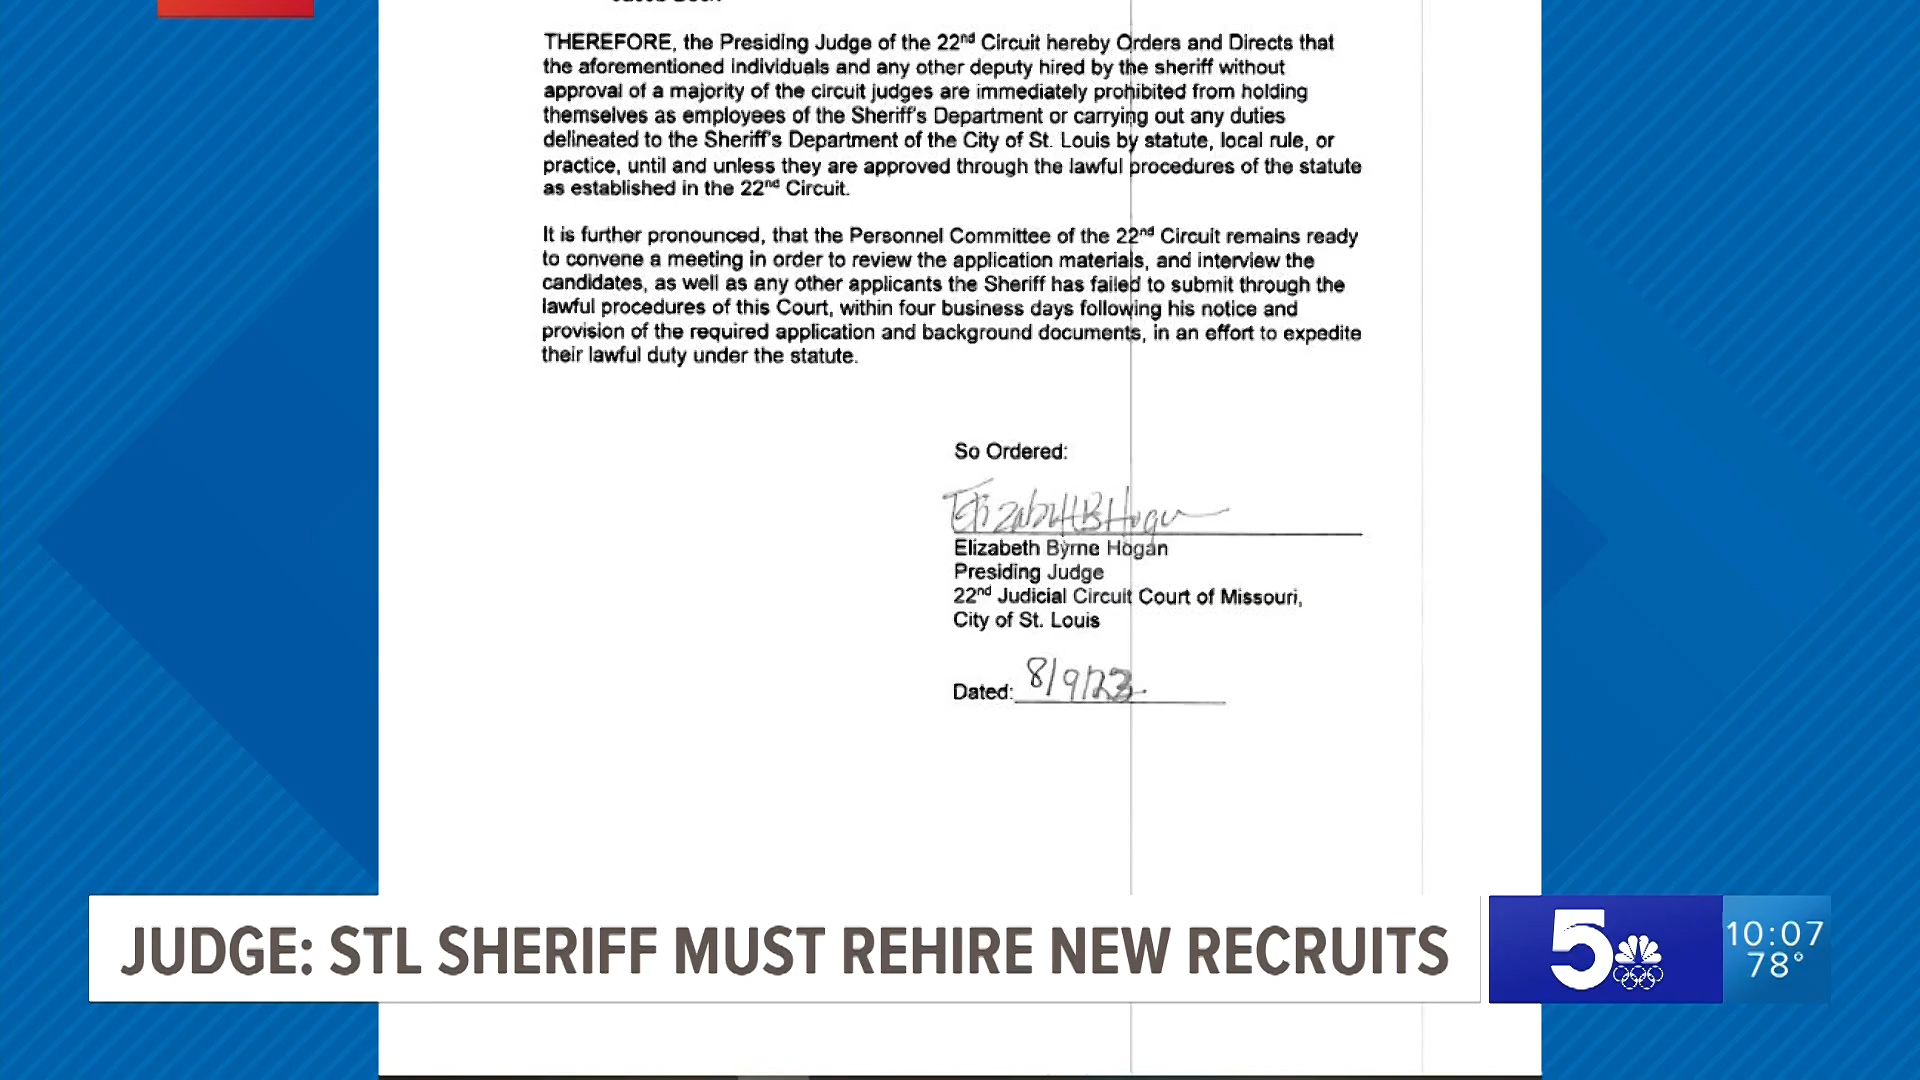 THEREFORE, the Presiding Judge of the 22nd Circuit hereby Orders and Directs that
the aforementioned individuals and any other deputy hired by the sheriff without
approval of a majority of the circuit judges are immediately prohibited from holding
themselves as employees of the Sheriff's Department or carrying out any duties
delineated to the Sheriff's Department of the City of St. Louis by statute, local rule, or
practice, until and unless they are approved through the lawful procedures of the statute
as established in the 22nd Circuit.
It is further pronounced, that the Personnel Committee of the 22nd Circuit remains ready
to convene a meeting in order to review the application materials, and interview the
candidates, as well as any other applicants the Sheriff has failed to submit through the
lawful procedures of this Court, within four business days following his notice and
provision of the required application and background documents, in an effort to expedite
their lawful duty under the statute.
So Ordered:
Elizabeth B Hogan
Elizabeth Byrne Hogan
Presiding Judge
22nd Judicial Circuit Court of Missouri,
City of St. Louis
Dated: 8/9/23
JUDGE: STL SHERIFF MUST REHIRE NEW RECRUITS
5
10:07
78°